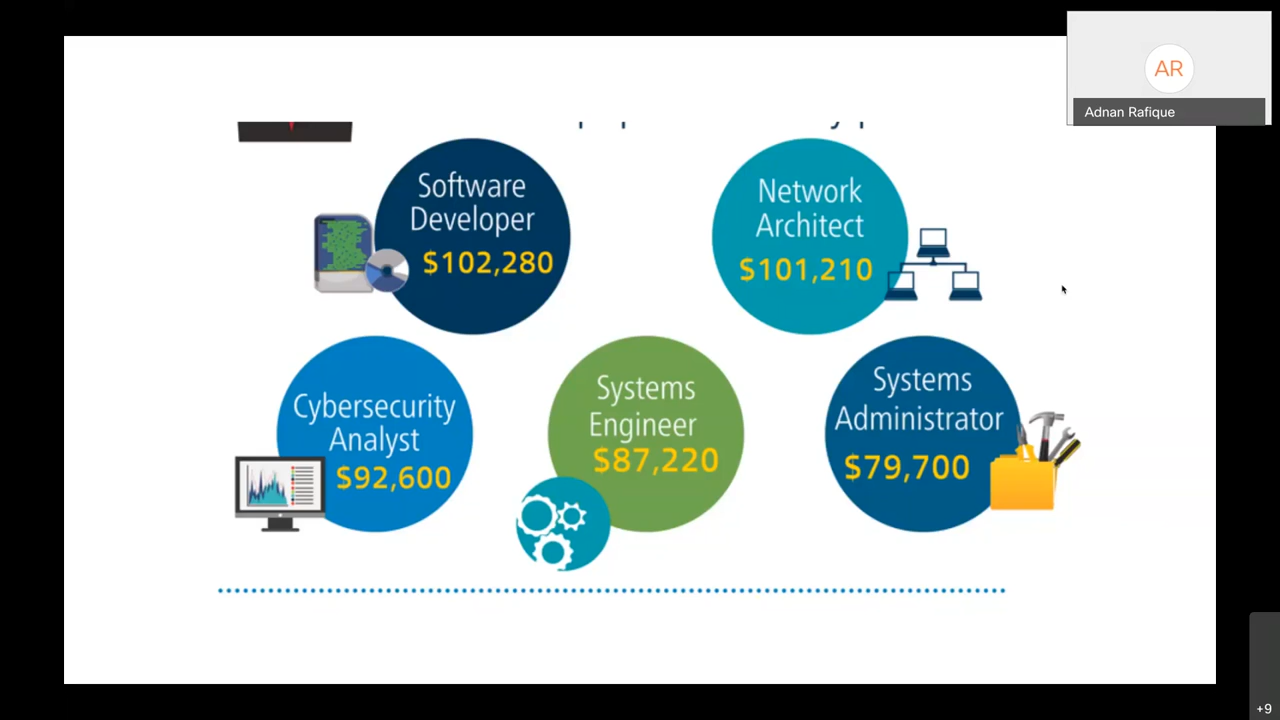 AR
Adnan Rafique
Software
Developer
$102,280
Network
Architect
$101,210
Cybersecurity
Analyst
$92,600
Systems
Engineer
$87,220
Systems
Administrator
$79,700
+9